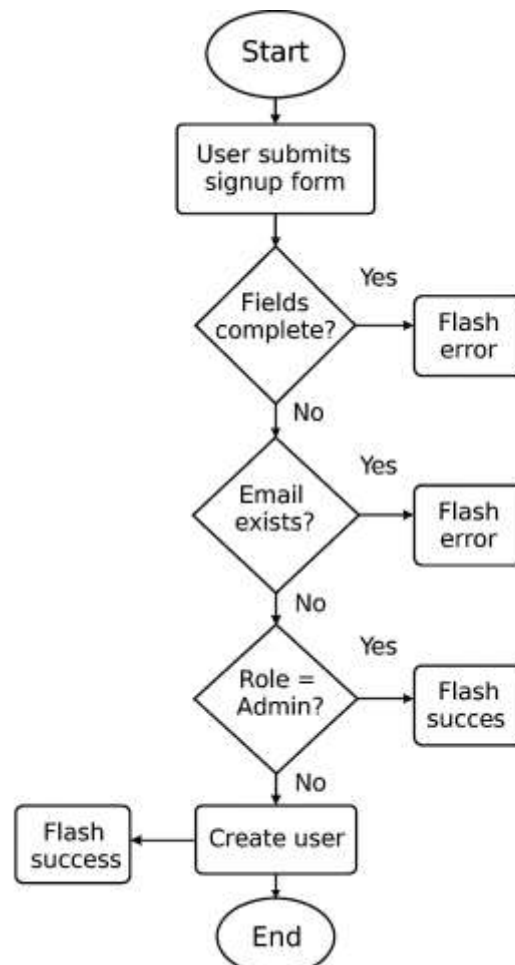 Start
User submits
signup form
Fields
complete?
Yes
Flash
error
No
Email
exists?
Yes
Flash
error
No
Role =
Admin?
Yes
Flash
succes
No
Create user
Flash
success
End